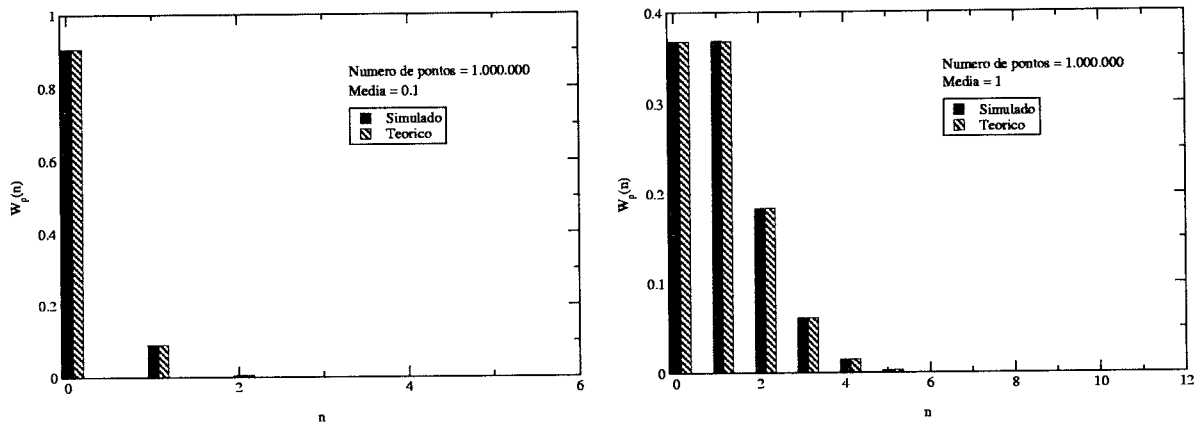 1
0.8
0.6
0.4
0.2
0
W_p(n)
Numero de pontos = 1.000.000
Media = 0.1
Simulado
Teorico
0 2 4 6
n
0.4
0.3
0.2
0.1
0
W_p(n)
Numero de pontos = 1.000.000
Media = 1
Simulado
Teorico
0 2 4 6 8 10 12
n